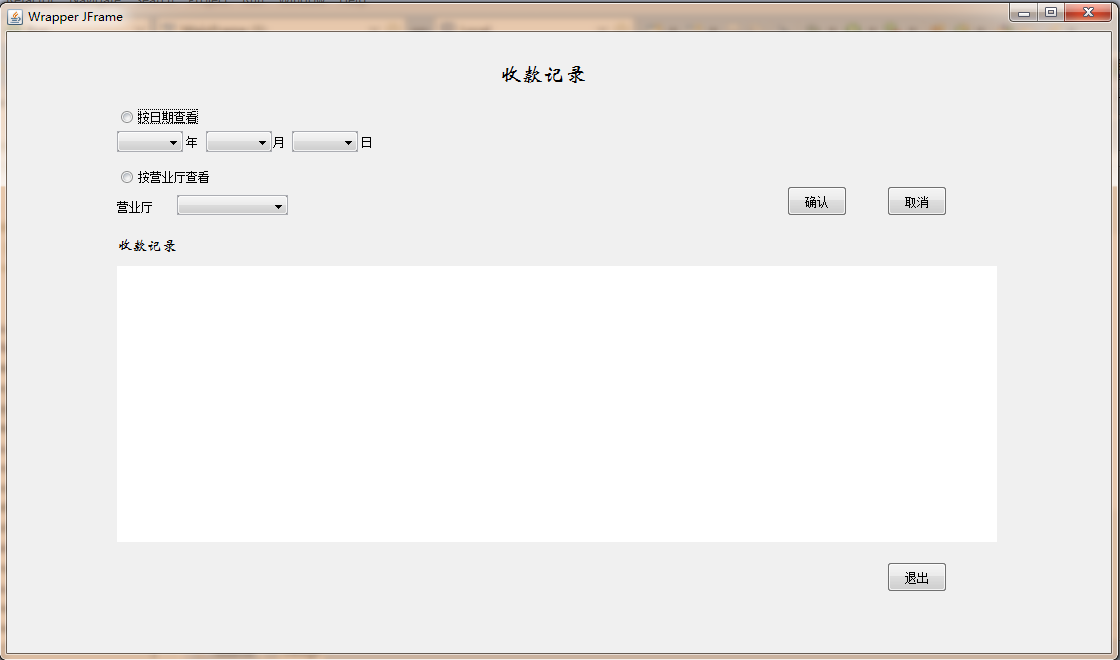 Wrapper JFrame
收款记录
按日期查看
年 月 日
按营业厅查看
营业厅 确认 取消
收款记录
退出